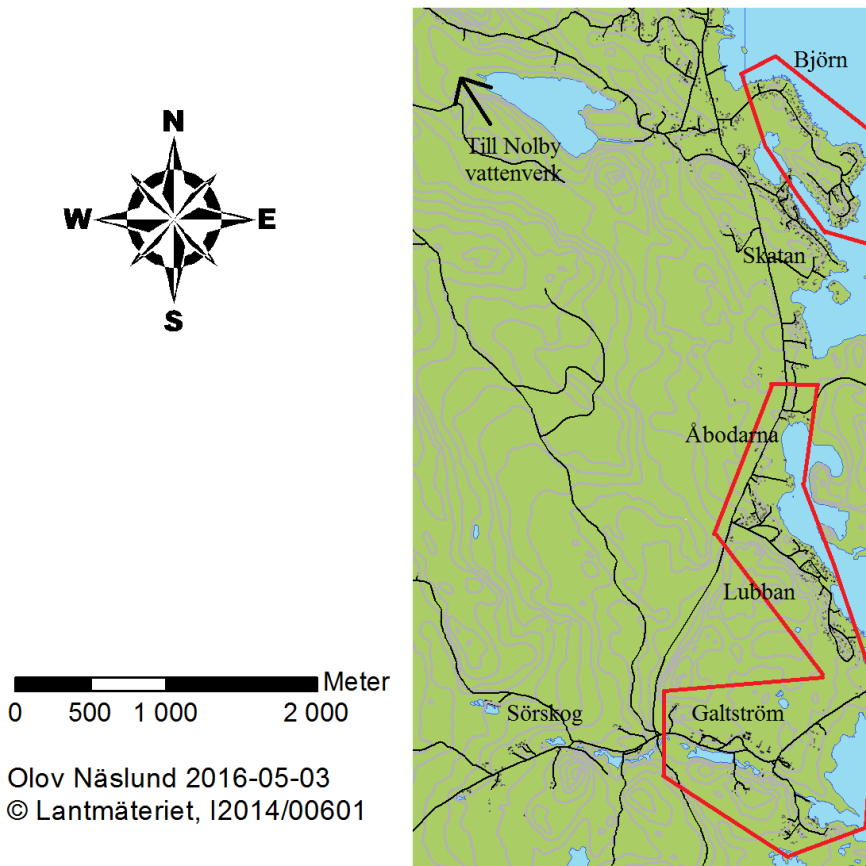 N
W E
S
Meter
0 500 1 000 2 000
Olov Näslund 2016-05-03
© Lantmäteriet, I2014/00601
Björn
Till Nolby
vattenverk
Skatan
Åbodarna
Lubban
Sörskog
Galtström